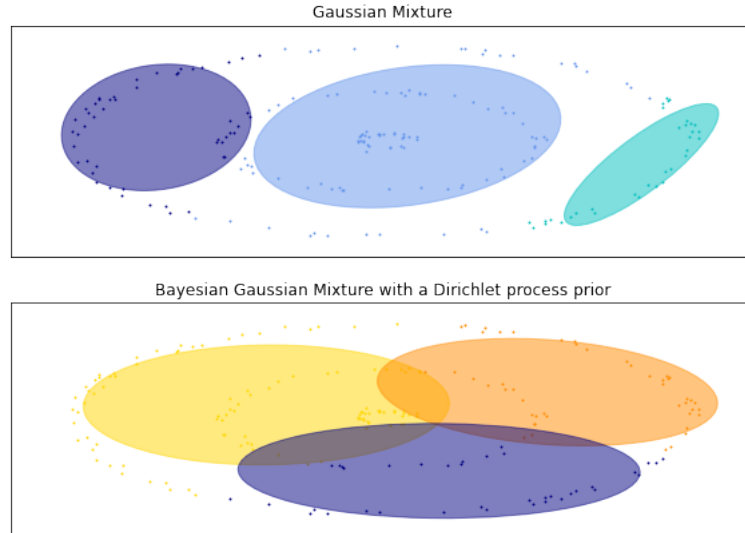 Gaussian Mixture
Bayesian Gaussian Mixture with a Dirichlet process prior